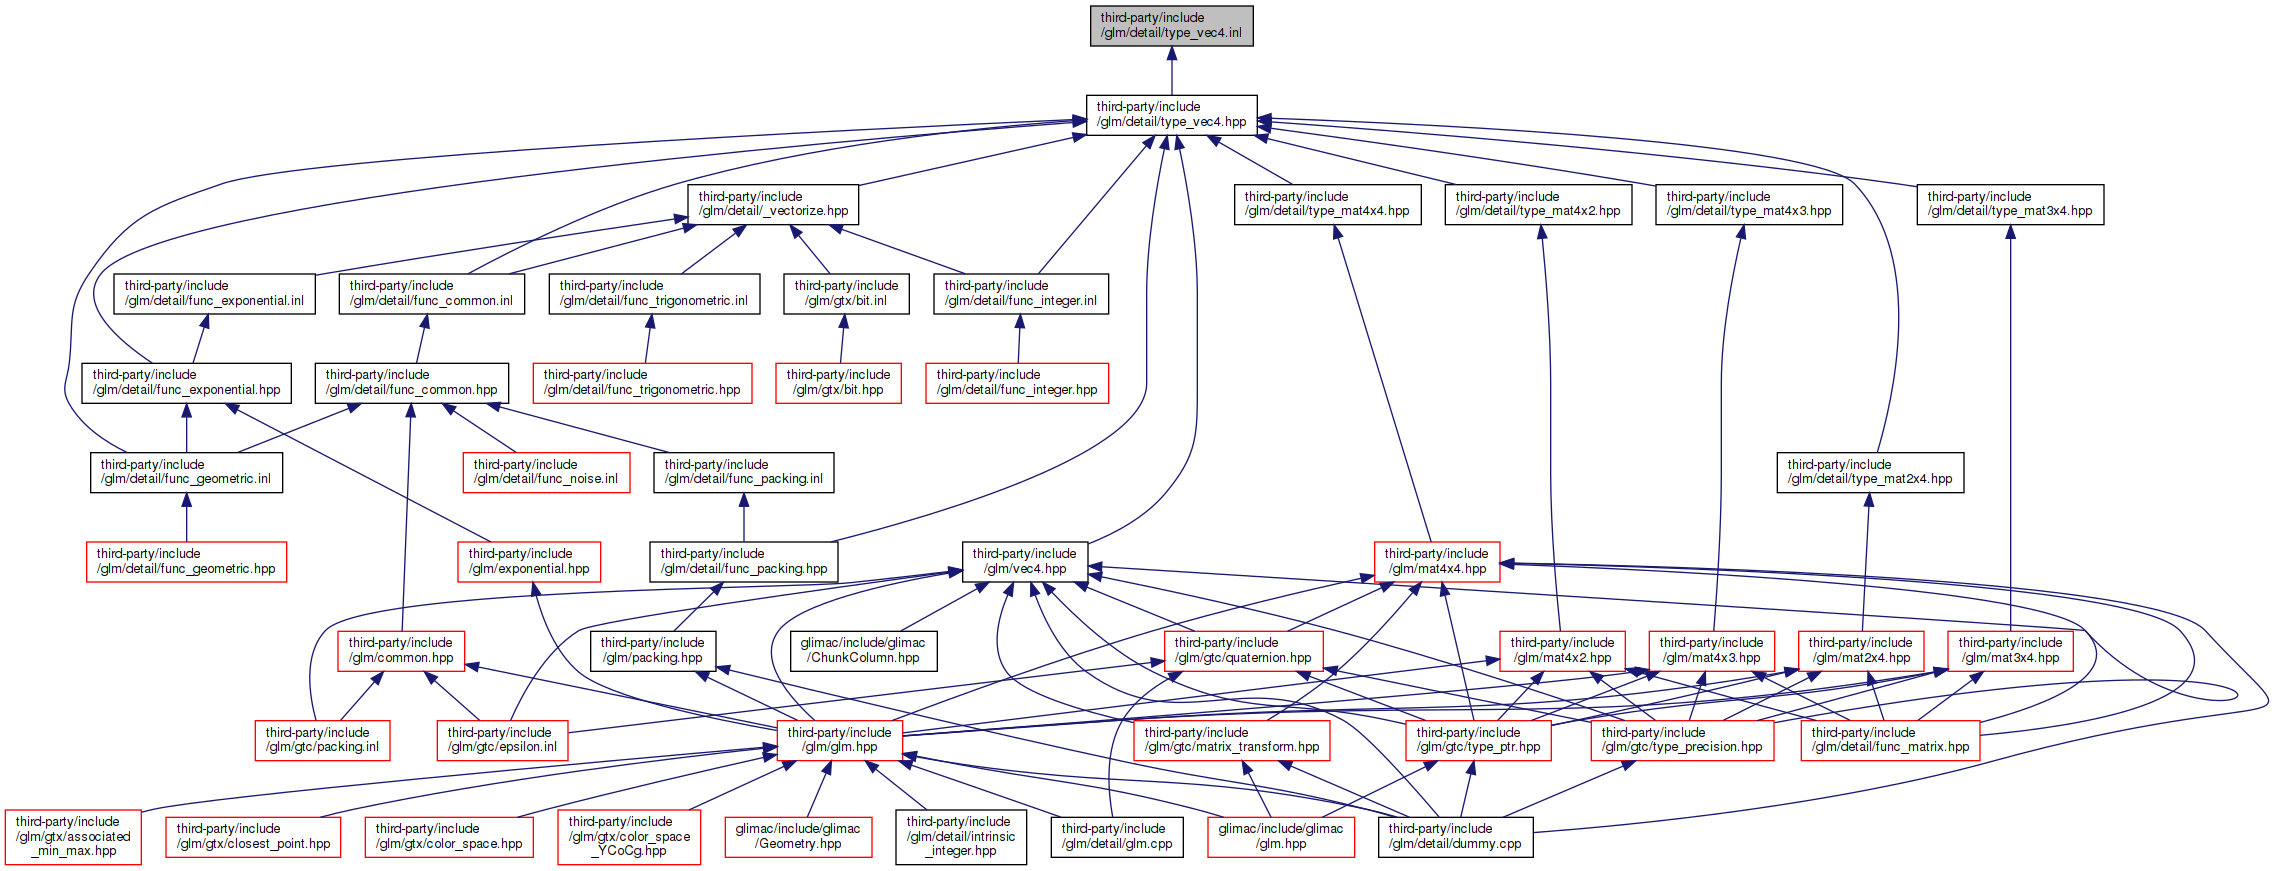 third-party/include
/glm/detail/type_vec4.inl
third-party/include
/glm/detail/type_vec4.hpp
third-party/include
/glm/detail/_vectorize.hpp
third-party/include
/glm/detail/type_mat4x4.hpp
third-party/include
/glm/detail/type_mat4x2.hpp
third-party/include
/glm/detail/type_mat4x3.hpp
third-party/include
/glm/detail/type_mat3x4.hpp
third-party/include
/glm/detail/func_exponential.inl
third-party/include
/glm/detail/func_common.inl
third-party/include
/glm/detail/func_trigonometric.inl
third-party/include
/glm/gtx/bit.inl
third-party/include
/glm/detail/func_integer.inl
third-party/include
/glm/detail/func_exponential.hpp
third-party/include
/glm/detail/func_common.hpp
third-party/include
/glm/detail/func_trigonometric.hpp
third-party/include
/glm/gtx/bit.hpp
third-party/include
/glm/detail/func_integer.hpp
third-party/include
/glm/detail/func_geometric.inl
third-party/include
/glm/detail/func_noise.inl
third-party/include
/glm/detail/func_packing.inl
third-party/include
/glm/detail/type_mat2x4.hpp
third-party/include
/glm/detail/func_geometric.hpp
third-party/include
/glm/exponential.hpp
third-party/include
/glm/detail/func_packing.hpp
third-party/include
/glm/vec4.hpp
third-party/include
/glm/mat4x4.hpp
third-party/include
/glm/common.hpp
third-party/include
/glm/packing.hpp
glimac/include/glimac
/ChunkColumn.hpp
third-party/include
/glm/gtc/quaternion.hpp
third-party/include
/glm/mat4x2.hpp
third-party/include
/glm/mat4x3.hpp
third-party/include
/glm/mat2x4.hpp
third-party/include
/glm/mat3x4.hpp
third-party/include
/glm/gtc/packing.inl
third-party/include
/glm/gtc/epsilon.inl
third-party/include
/glm/glm.hpp
third-party/include
/glm/gtc/matrix_transform.hpp
third-party/include
/glm/gtc/type_ptr.hpp
third-party/include
/glm/gtc/type_precision.hpp
third-party/include
/glm/detail/func_matrix.hpp
third-party/include
/glm/gtx/associated
_min_max.hpp
third-party/include
/glm/gtx/closest_point.hpp
third-party/include
/glm/gtx/color_space.hpp
third-party/include
/glm/gtx/color_space
_YCoCg.hpp
glimac/include/glimac
/Geometry.hpp
third-party/include
/glm/detail/intrinsic
_integer.hpp
third-party/include
/glm/detail/glm.cpp
glimac/include/glimac
/glm.hpp
third-party/include
/glm/detail/dummy.cpp